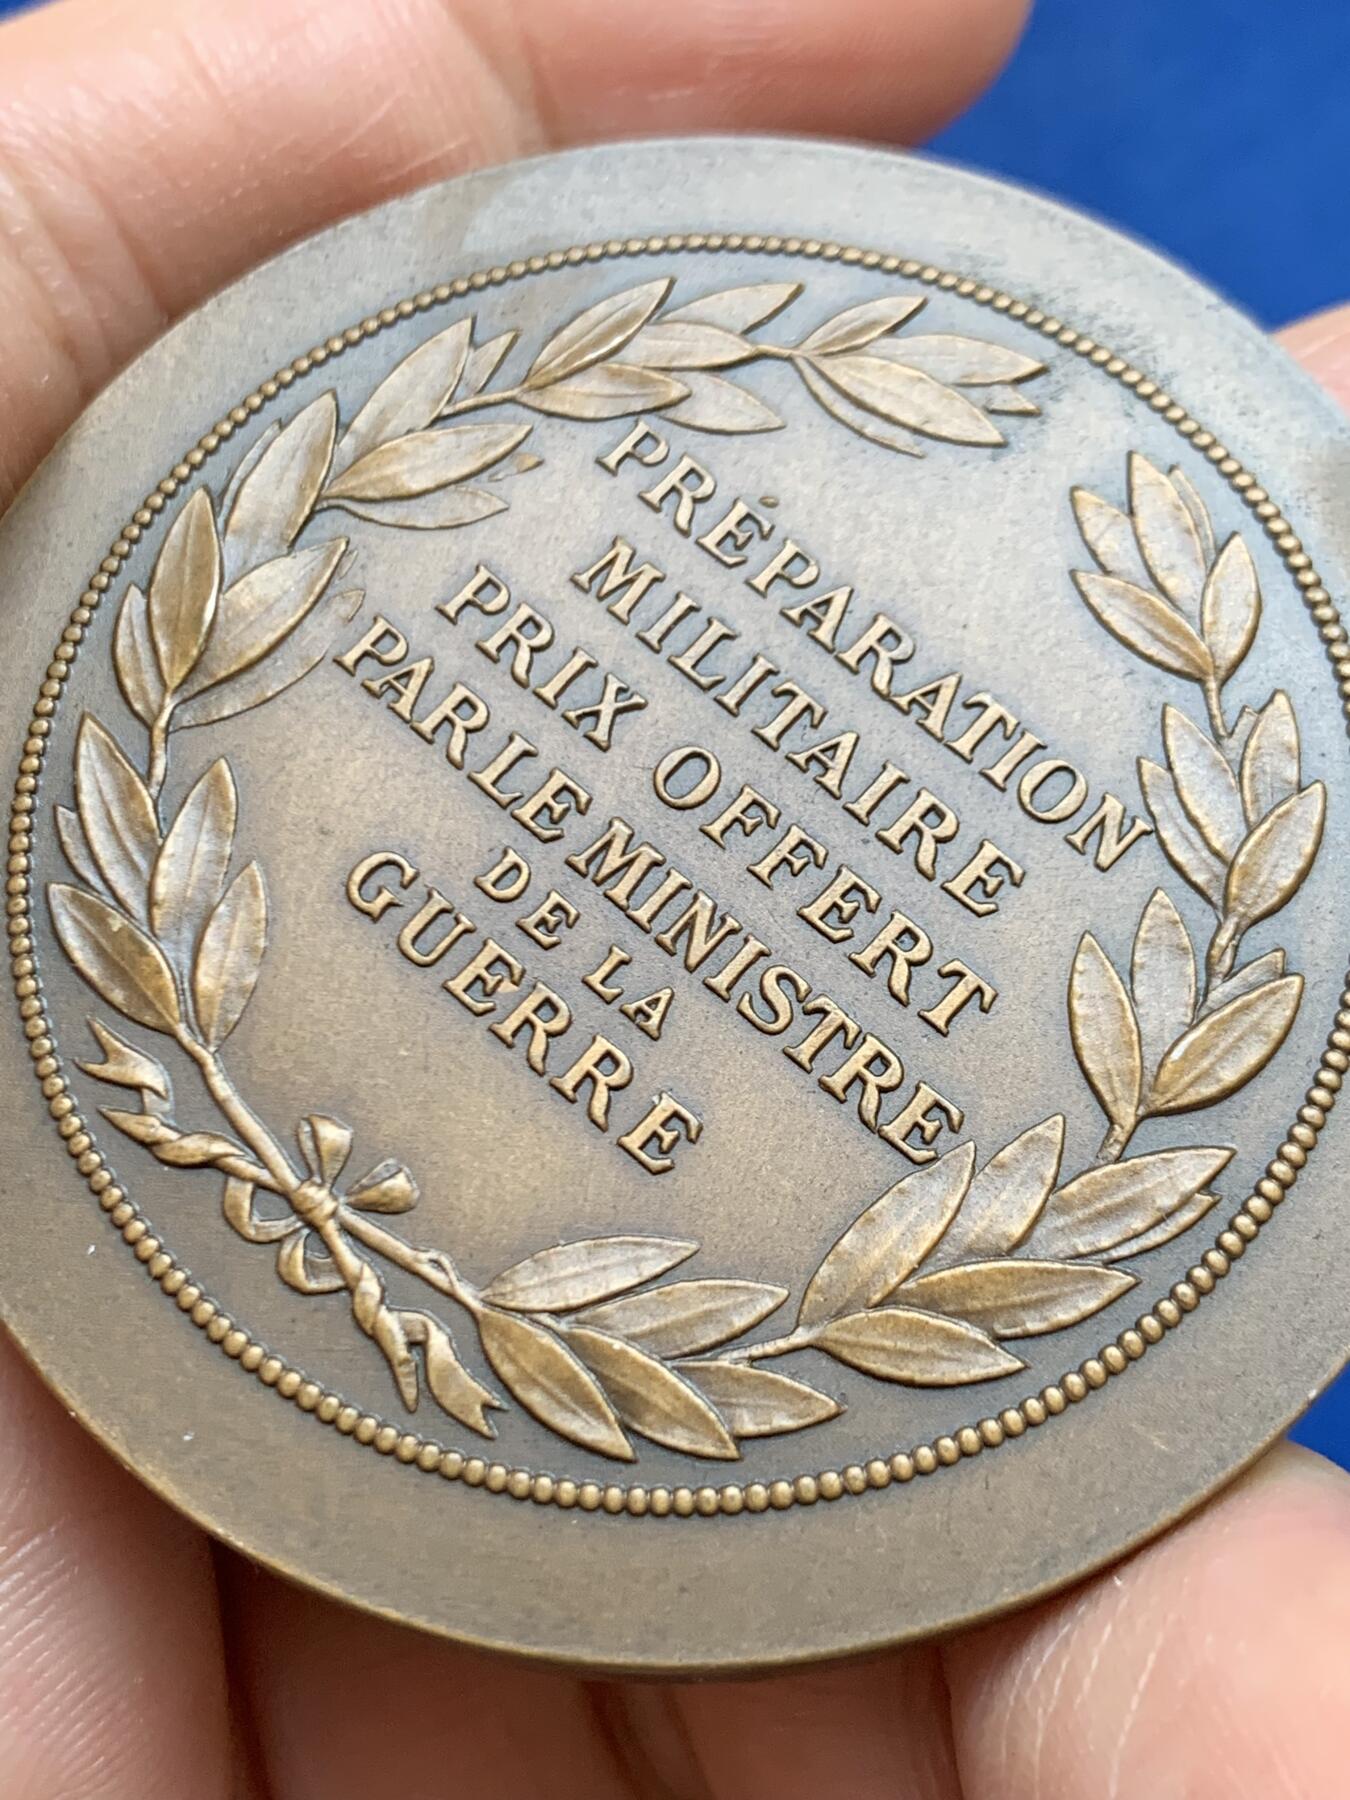 PRÉPARATION
MILITAIRE
PRIX OFFERT
PAR LE MINISTRE
DE LA
GUERRE